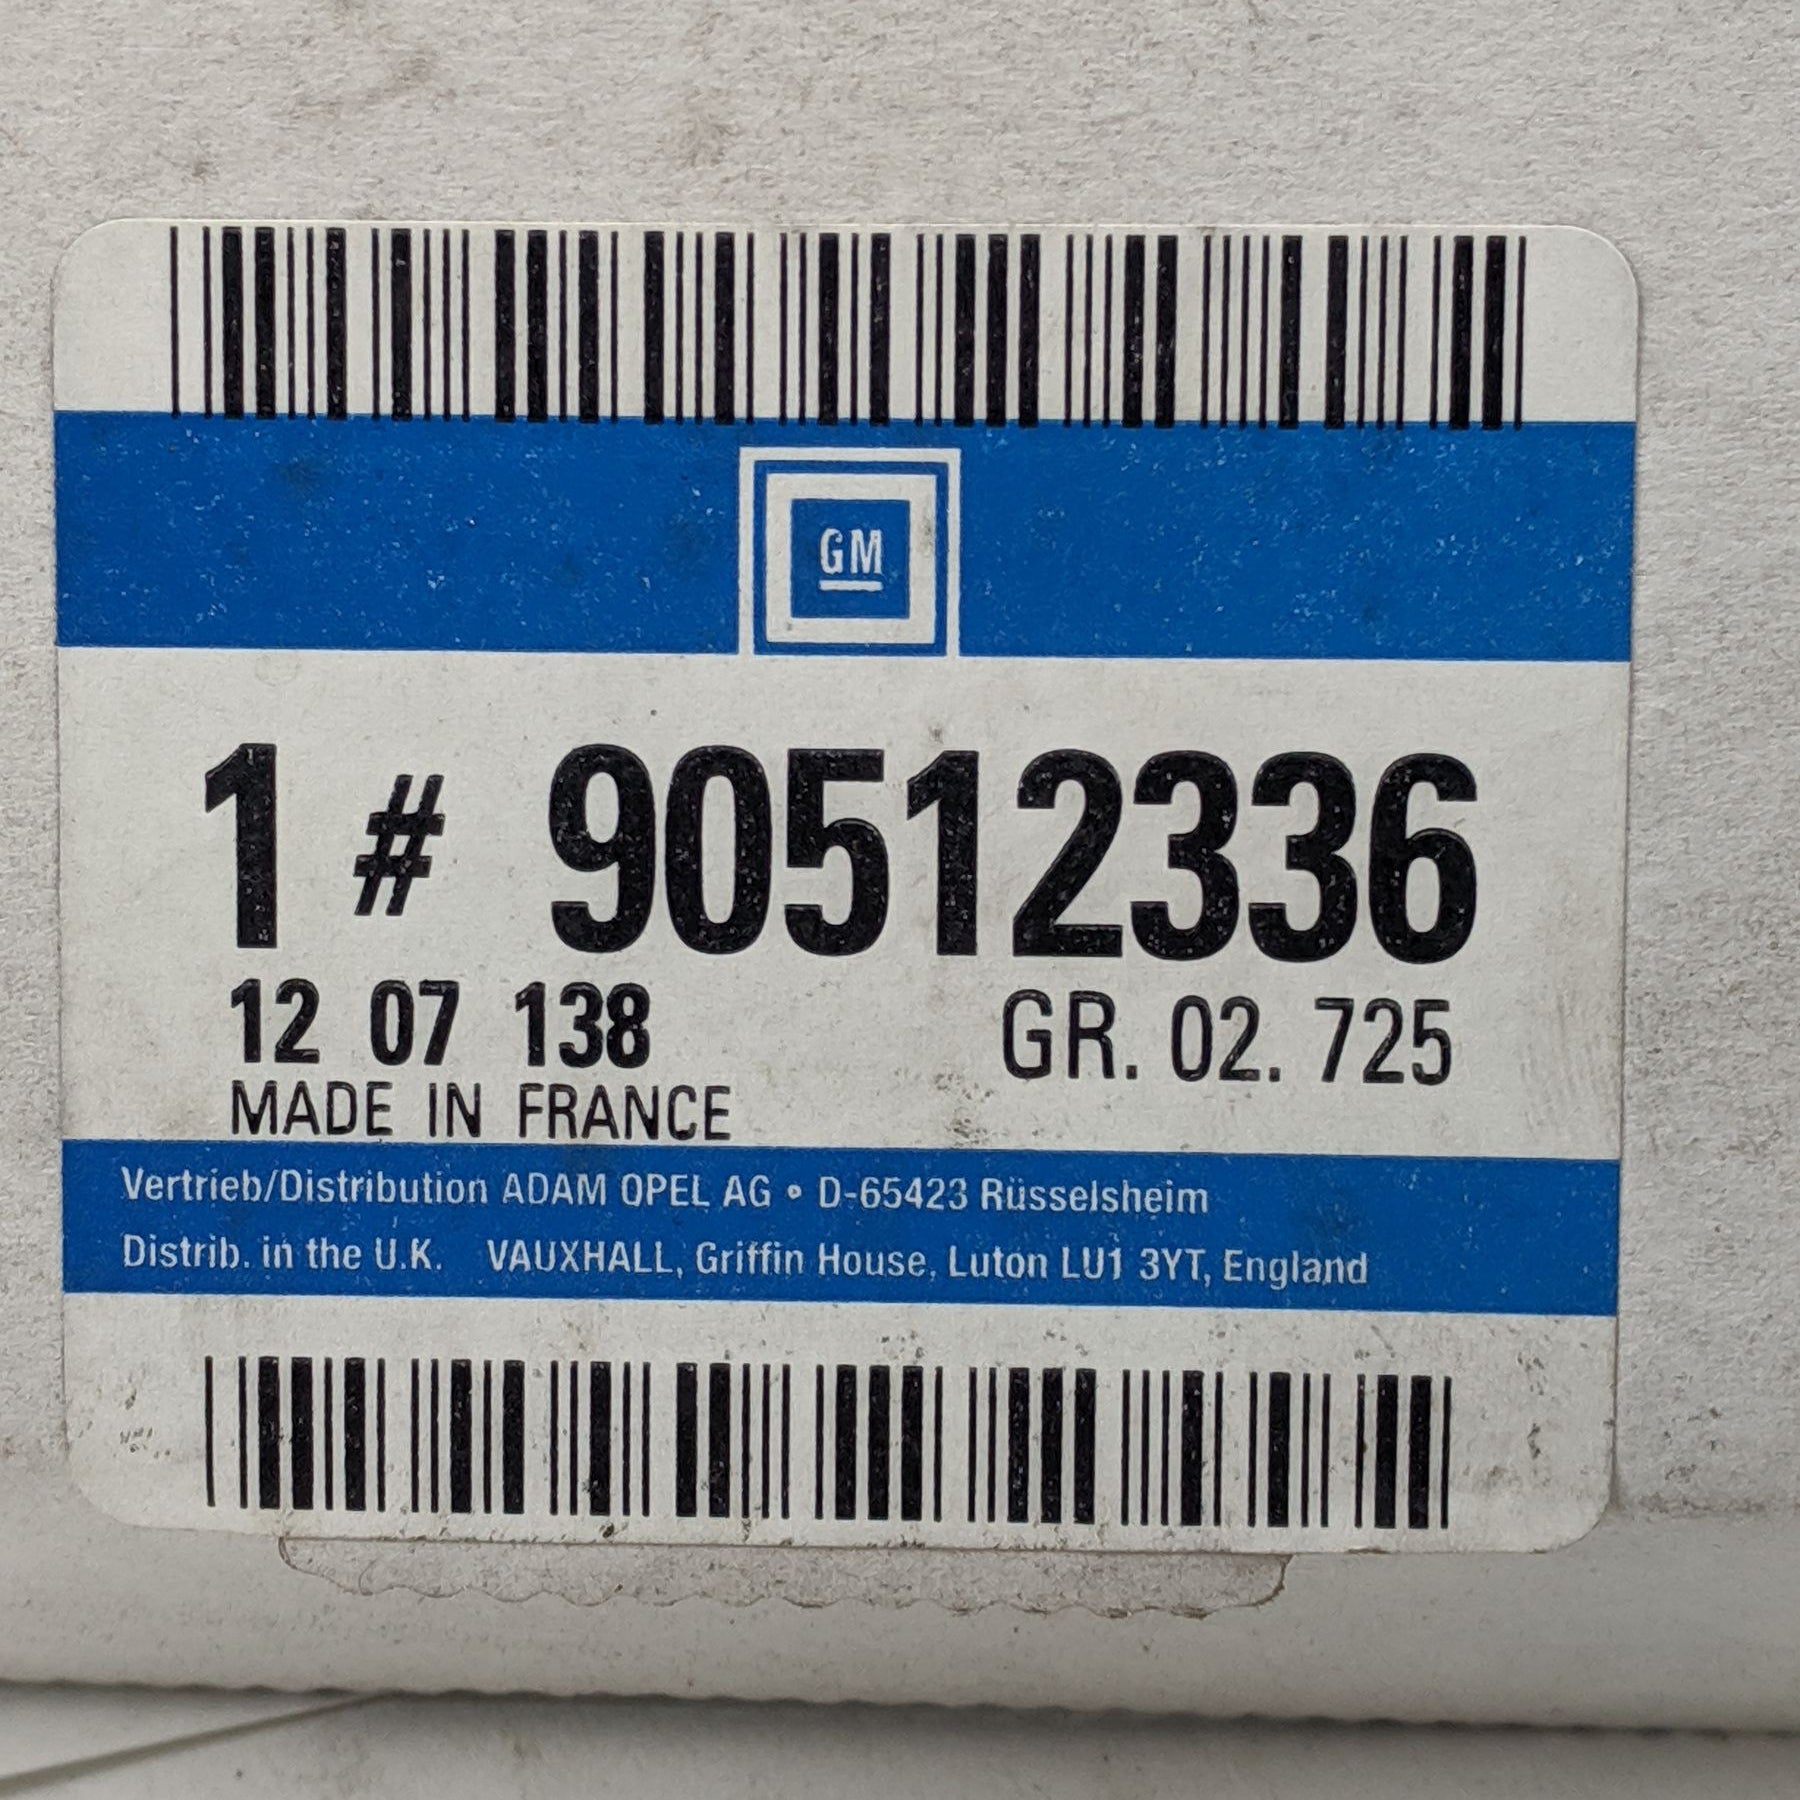 GM
1 # 90512336
12 07 138 GR. 02. 725
MADE IN FRANCE
Vertrieb/Distribution ADAM OPEL AG • D-65423 Rüsselsheim
Distrib. in the U.K. VAUXHALL, Griffin House, Luton LU1 3YT, England